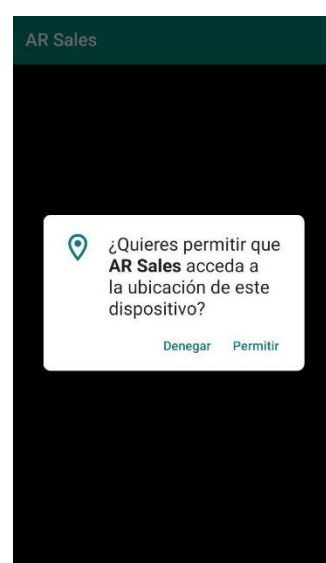 AR Sales
¿Quieres permitir que
AR Sales acceda a
la ubicación de este
dispositivo?
Denegar Permitir